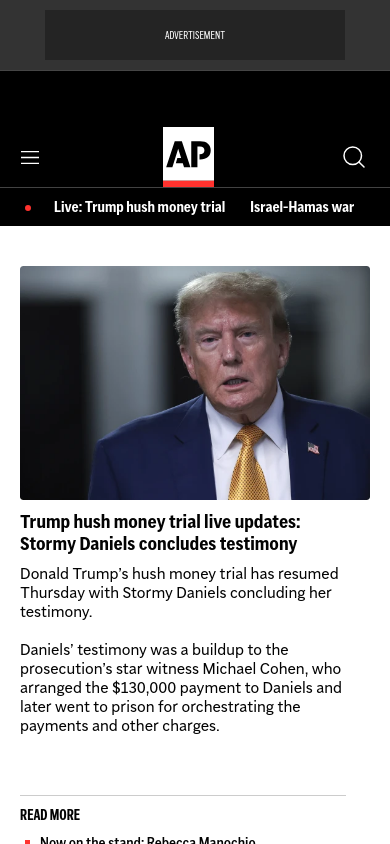 ADVERTISEMENT
AP
Live: Trump hush money trial
Israel-Hamas war
Trump hush money trial live updates:
Stormy Daniels concludes testimony
Donald Trump’s hush money trial has resumed
Thursday with Stormy Daniels concluding her
testimony.
Daniels’ testimony was a buildup to the
prosecution’s star witness Michael Cohen, who
arranged the $130,000 payment to Daniels and
later went to prison for orchestrating the
payments and other charges.
READ MORE
Now on the stand: Rebecca Manochio